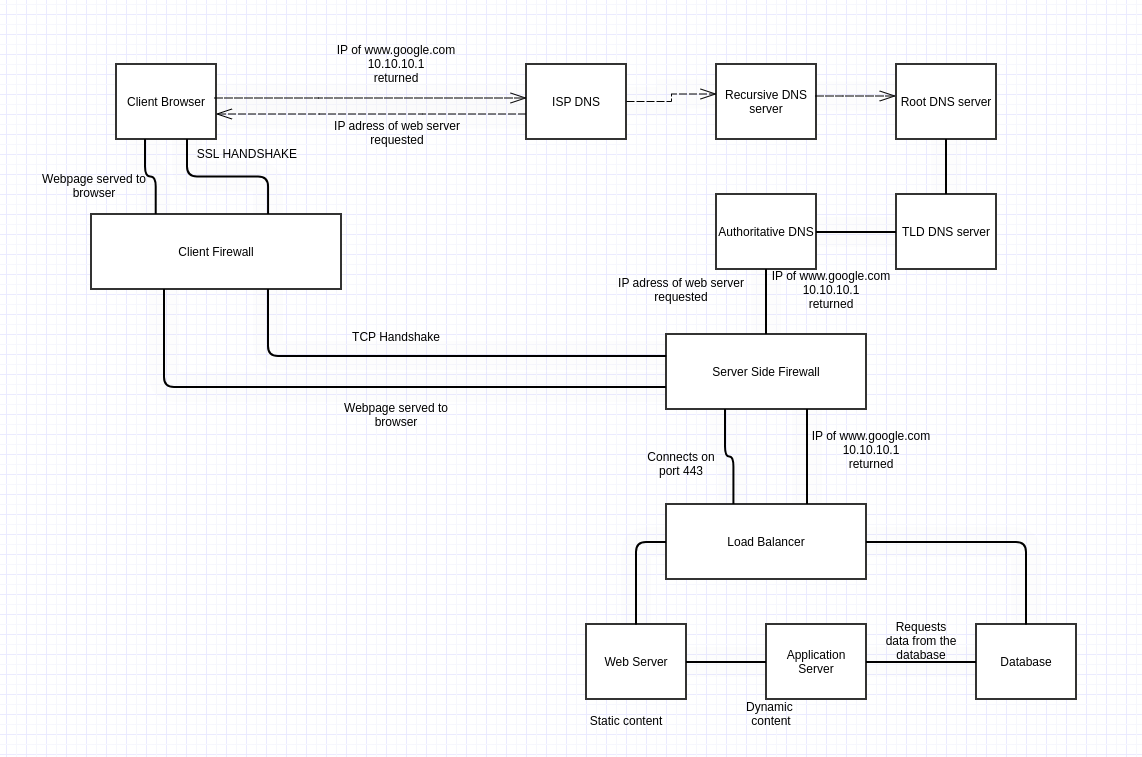 IP of www.google.com
10.10.10.1
returned
Client Browser
ISP DNS
Recursive DNS
server
Root DNS server
IP adress of web server
requested
SSL HANDSHAKE
Webpage served to
browser
Client Firewall
Authoritative DNS
TLD DNS server
IP adress of web server
requested
IP of www.google.com
10.10.10.1
returned
TCP Handshake
Server Side Firewall
Webpage served to
browser
Connects on
port 443
IP of www.google.com
10.10.10.1
returned
Load Balancer
Web Server
Application
Server
Requests
data from the
database
Database
Static content
Dynamic
content